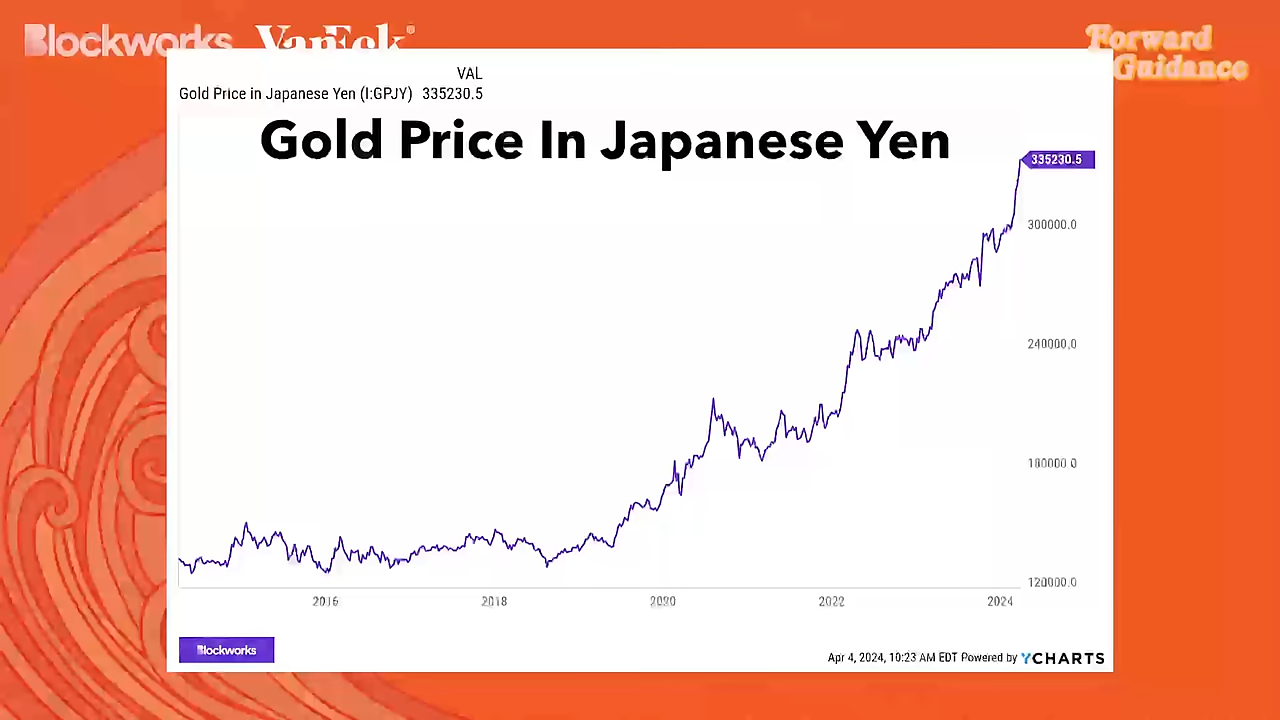 Blockworks VanEck®
Forward
Guidance
VAL
Gold Price in Japanese Yen (I:GPJY) 335230.5
Gold Price In Japanese Yen
335230.5
300000.0
240000.0
180000.0
120000.0
2016 2018 2020 2022 2024
Blockworks
Apr 4, 2024, 10:23 AM EDT Powered by YCHARTS